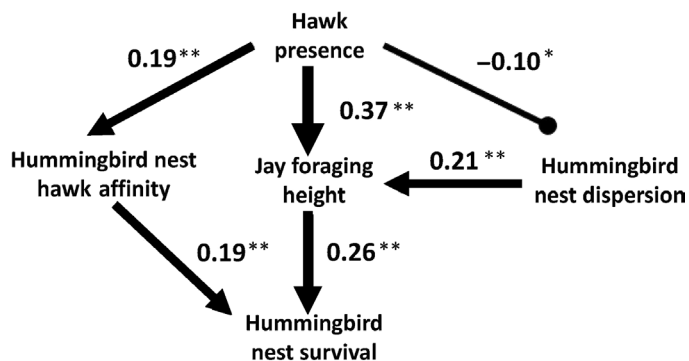 Hawk
presence
0.19**
−0.10*
0.37**
Hummingbird nest
hawk affinity
Jay foraging
height
0.21**
Hummingbird
nest dispersion
0.19**
0.26**
Hummingbird
nest survival